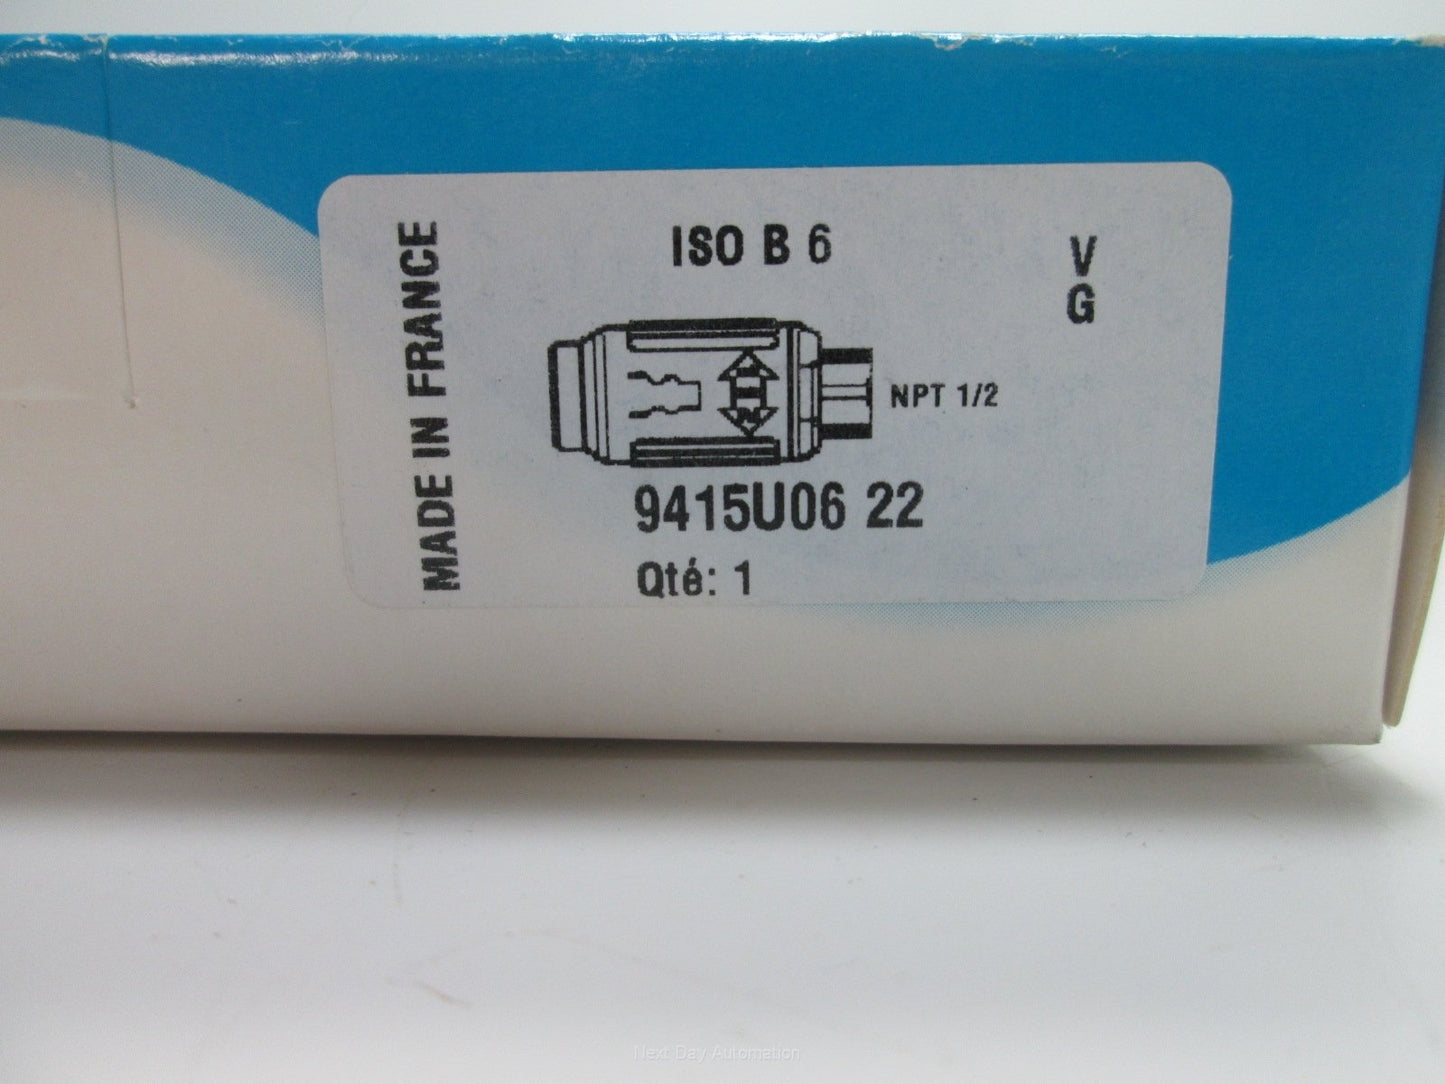 MADE IN FRANCE
ISO B 6
V
G
NPT 1/2
9415U06 22
Qté: 1
Next Day Automation